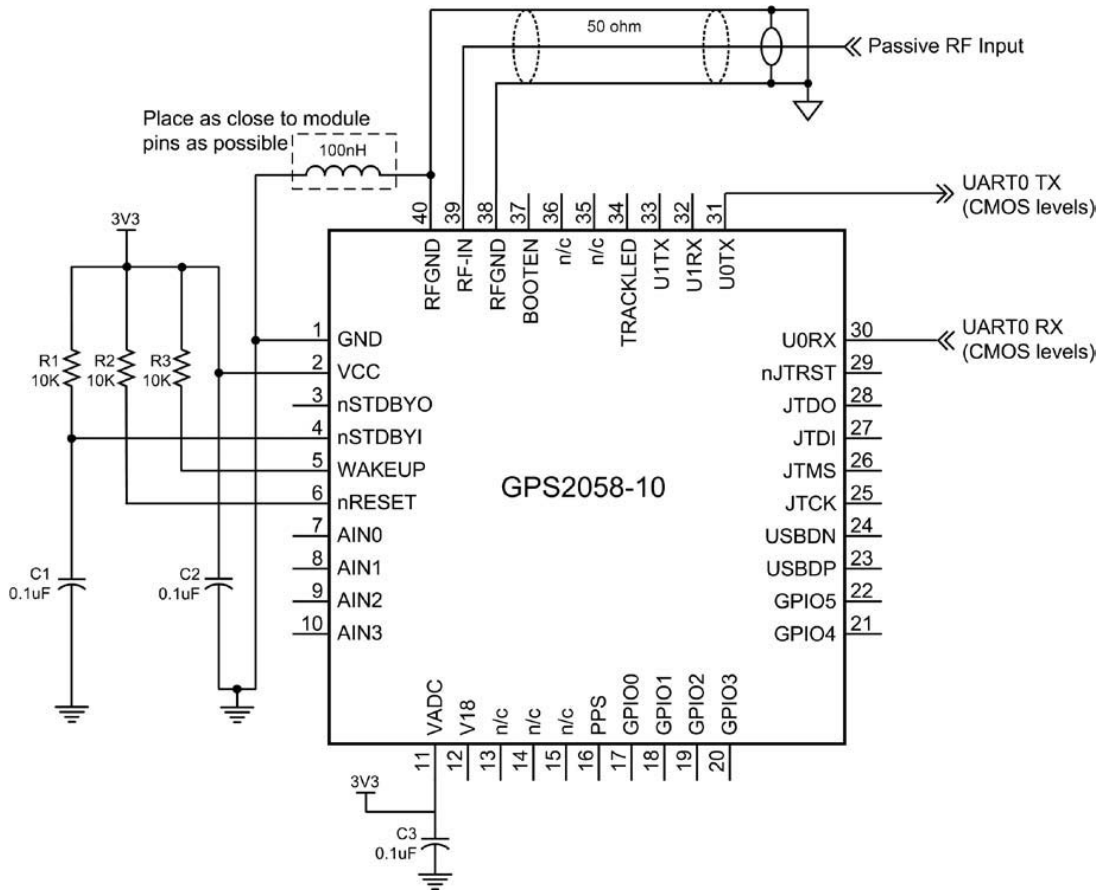 50 ohm
Passive RF Input
Place as close to module
pins as possible
100nH
UART0 TX
(CMOS levels)
3V3
40
39
38
37
36
35
34
33
32
31
RFGND
RF-IN
RFGND
BOOTEN
n/c
n/c
TRACKLED
U1TX
U1RX
U0TX
R1
10K
R2
10K
R3
10K
1 GND
2 VCC
3 nSTDBYO
4 nSTDBYI
5 WAKEUP
6 nRESET
7 AIN0
8 AIN1
9 AIN2
10 AIN3
GPS2058-10
U0RX 30
nJTRST 29
JTDO 28
JTDI 27
JTMS 26
JTCK 25
USBDN 24
USBDP 23
GPIO5 22
GPIO4 21
UART0 RX
(CMOS levels)
C1
0.1uF
C2
0.1uF
VADC
V18
n/c
n/c
n/c
PPS
GPIO0
GPIO1
GPIO2
GPIO3
11
12
13
14
15
16
17
18
19
20
3V3
C3
0.1uF